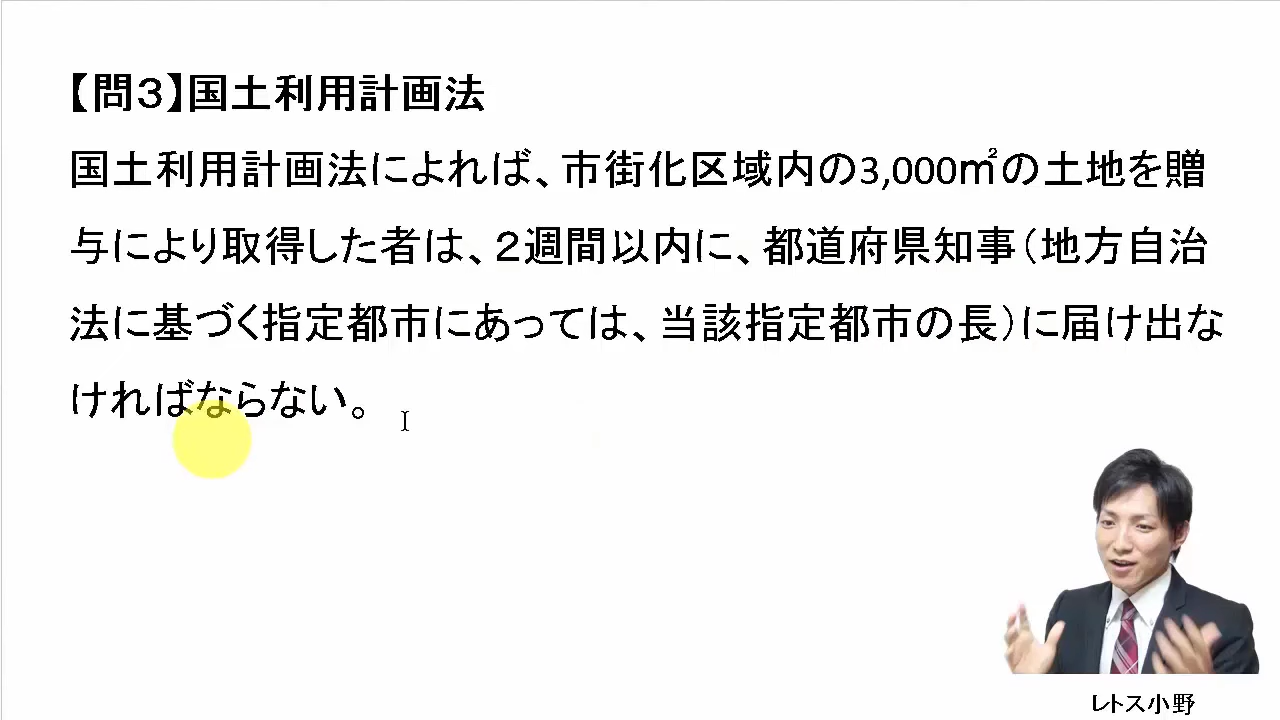 【問３】国土利用計画法
国土利用計画法によれば、市街化区域内の3,000㎡の土地を贈
与により取得した者は、２週間以内に、都道府県知事（地方自治
法に基づく指定都市にあっては、当該指定都市の長）に届け出な
ければならない。
レトス小野